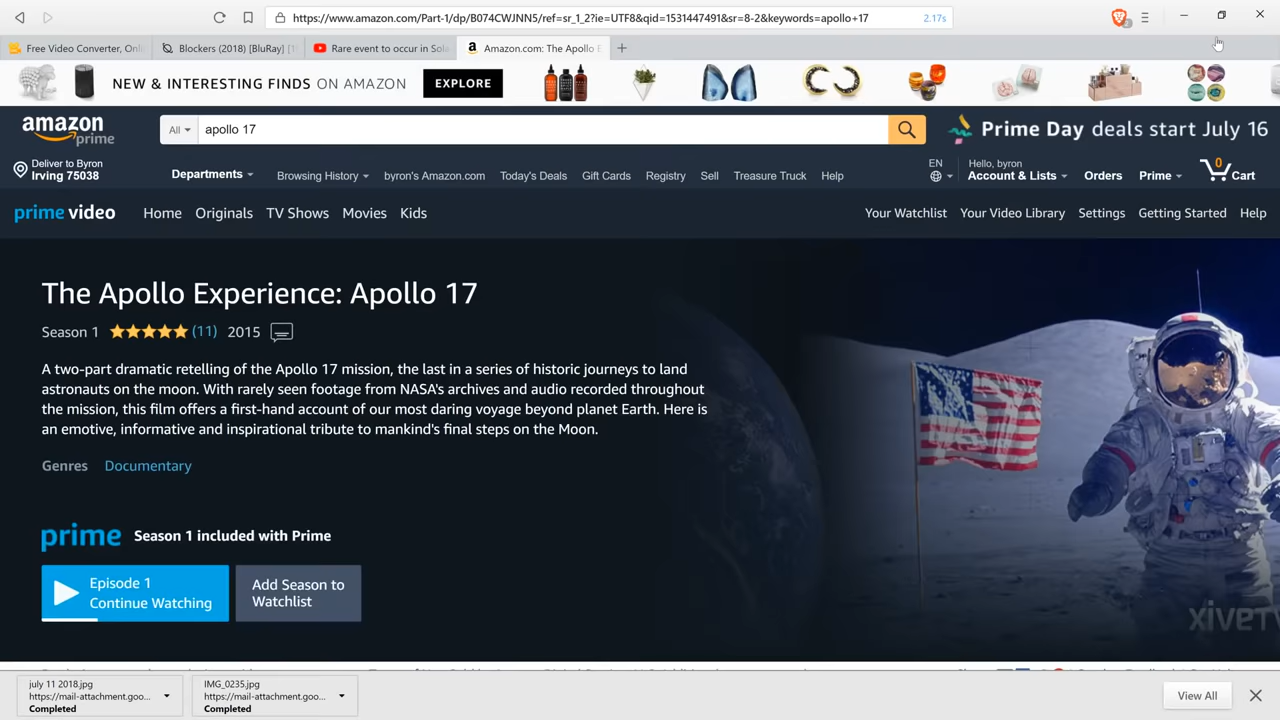 https://www.amazon.com/Part-1/dp/B074CWJNN5/ref=sr_1_2?ie=UTF8&qid=1531447491&sr=8-2&keywords=apollo+17
2.17s
Free Video Converter, Onl
Blockers (2018) [BluRay]
Rare event to occur in Sola
Amazon.com: The Apollo E
NEW & INTERESTING FINDS ON AMAZON
EXPLORE
amazon
prime
All
apollo 17
Prime Day deals start July 16
Deliver to Byron
Irving 75038
Departments
Browsing History
byron's Amazon.com
Today's Deals
Gift Cards
Registry
Sell
Treasure Truck
Help
EN
Hello, byron
Account & Lists
Orders
Prime
0
Cart
prime video
Home
Originals
TV Shows
Movies
Kids
Your Watchlist
Your Video Library
Settings
Getting Started
Help
The Apollo Experience: Apollo 17
Season 1
(11)
2015
A two-part dramatic retelling of the Apollo 17 mission, the last in a series of historic journeys to land
astronauts on the moon. With rarely seen footage from NASA's archives and audio recorded throughout
the mission, this film offers a first-hand account of our most daring voyage beyond planet Earth. Here is
an emotive, informative and inspirational tribute to mankind's final steps on the Moon.
Genres
Documentary
prime
Season 1 included with Prime
Episode 1
Continue Watching
Add Season to
Watchlist
xiveTV
july 11 2018.jpg
https://mail-attachment.goo...
Completed
IMG_0235.jpg
https://mail-attachment.goo...
Completed
View All